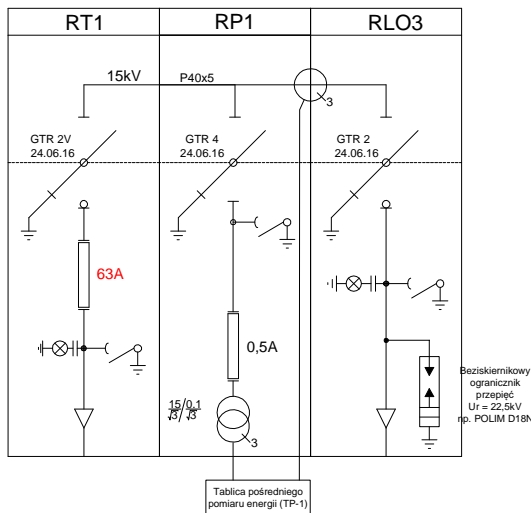 RT1
RP1
RLO3
15kV
P40x5
3
GTR 2V
24.06.16
GTR 4
24.06.16
GTR 2
24.06.16
63A
0,5A
15/0,1
√3/√3
3
Beziskiernikowy
ogranicznik
przepięć
Ur = 22,5kV
np. POLIM D18N
Tablica pośredniego
pomiaru energii (TP-1)